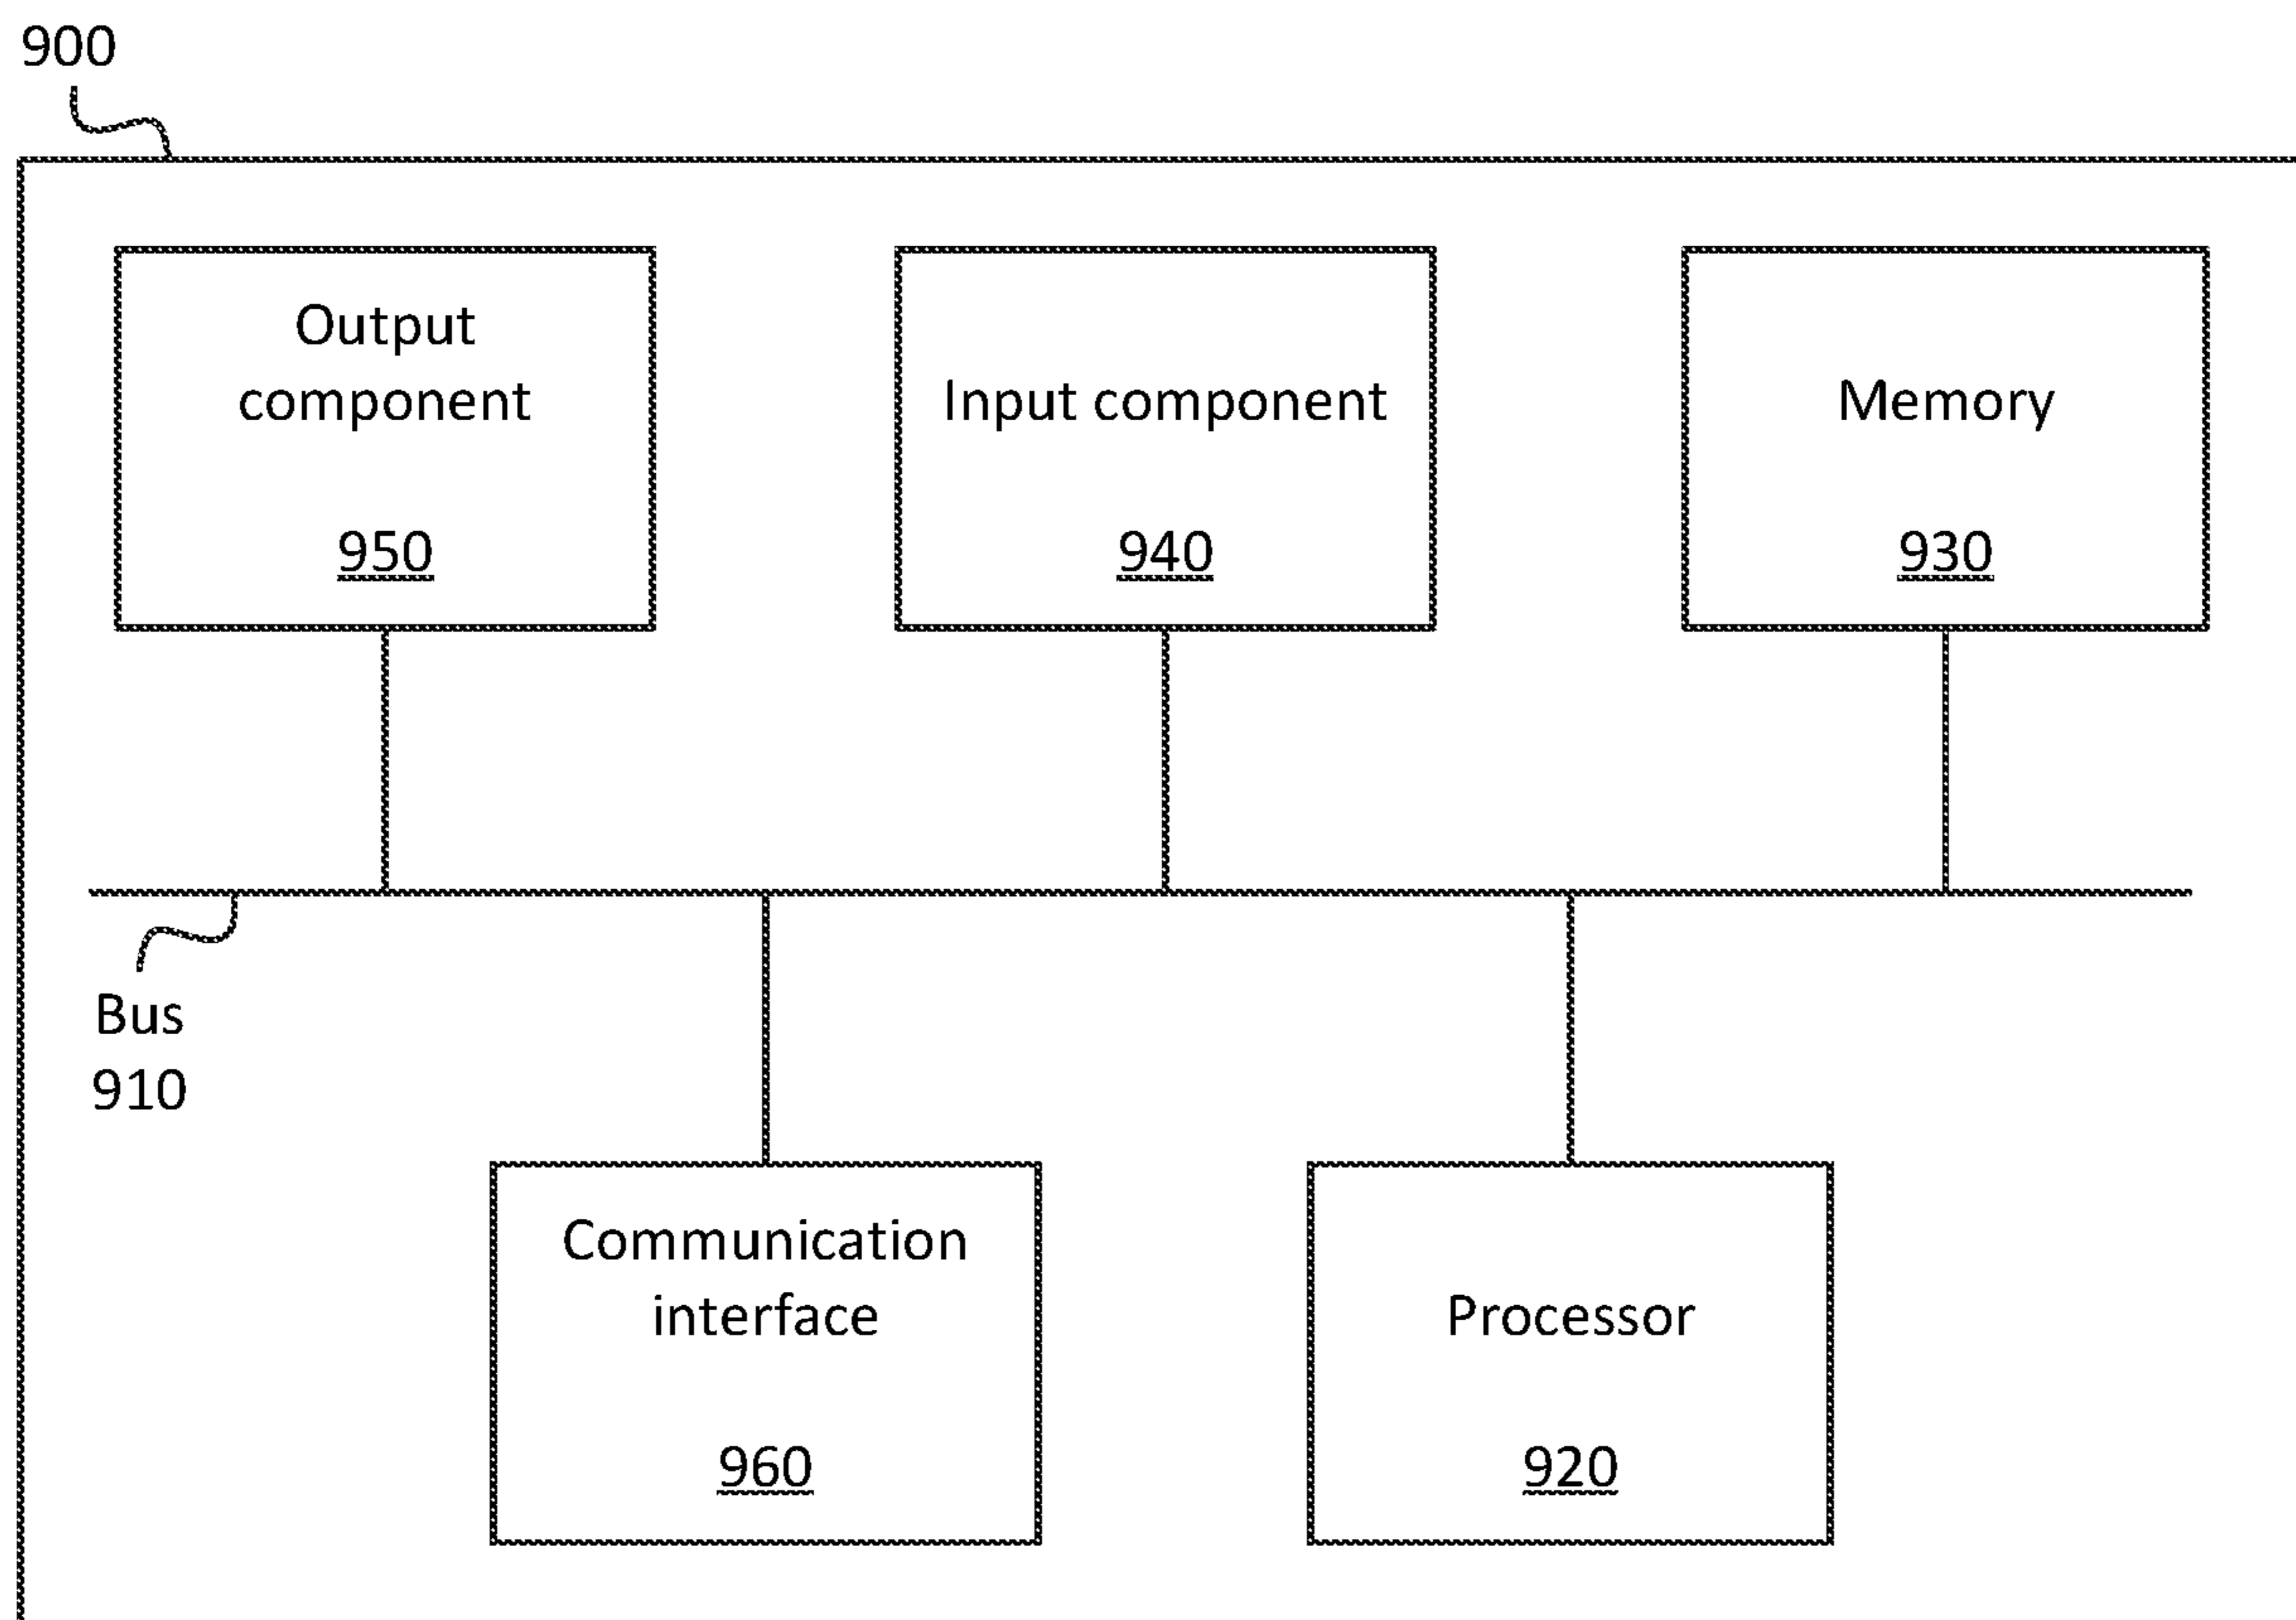 900
Output
component
950
Input component
940
Memory
930
Bus
910
Communication
interface
960
Processor
920